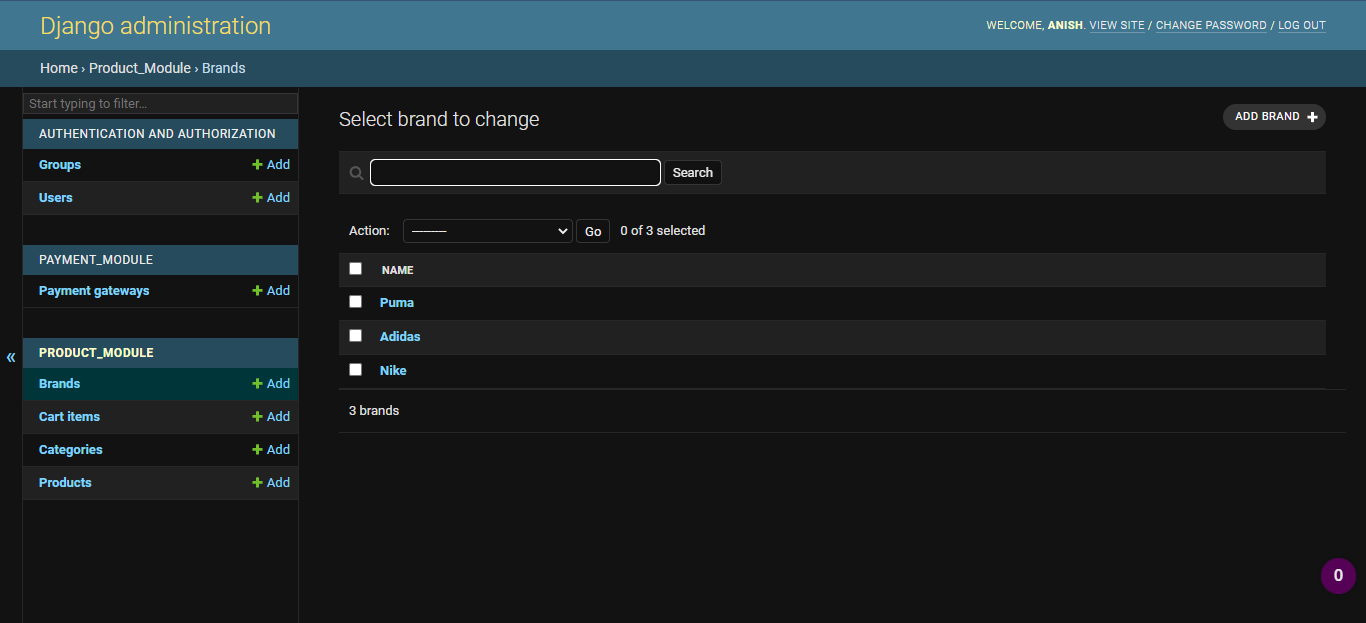 Django administration
WELCOME, ANISH. VIEW SITE / CHANGE PASSWORD / LOG OUT
Home › Product_Module › Brands
Start typing to filter...
AUTHENTICATION AND AUTHORIZATION
Groups + Add
Users + Add
PAYMENT_MODULE
Payment gateways + Add
PRODUCT_MODULE
«
Brands + Add
Cart items + Add
Categories + Add
Products + Add
Select brand to change
ADD BRAND +
Search
Action: --------- Go 0 of 3 selected
NAME
Puma
Adidas
Nike
3 brands
0